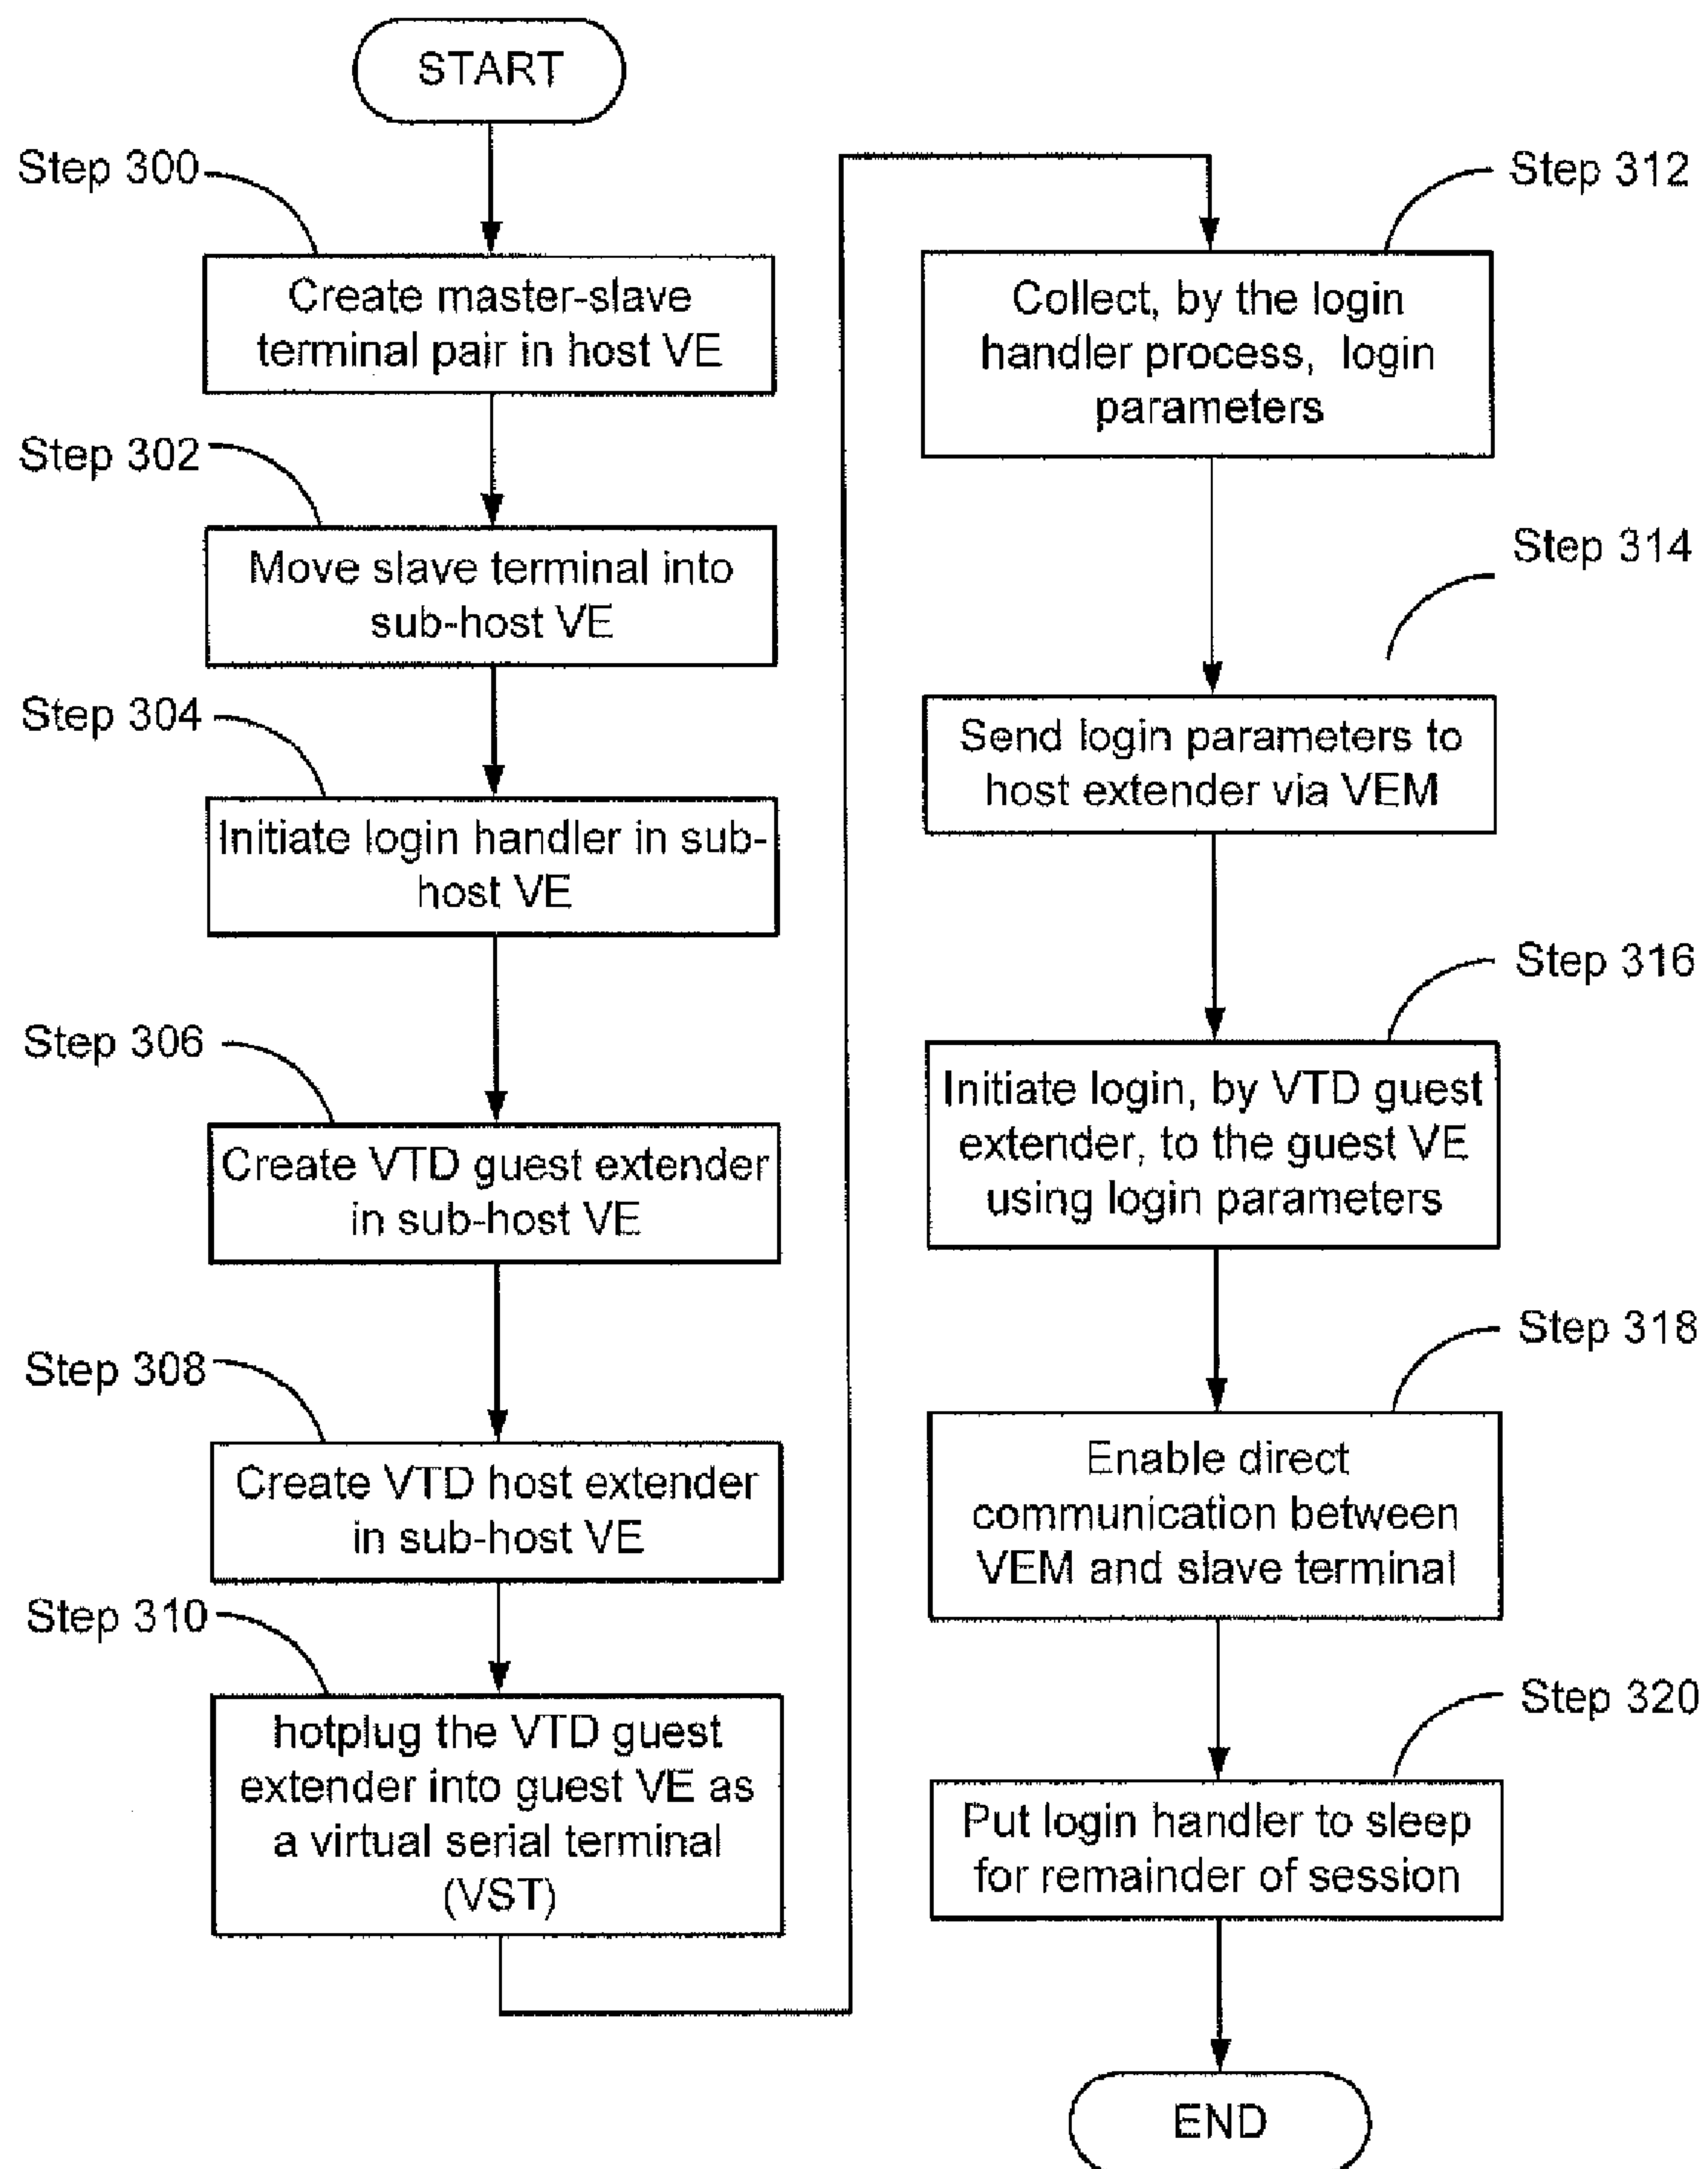 START
Step 300
Create master-slave
terminal pair in host VE
Step 302
Move slave terminal into
sub-host VE
Step 304
Initiate login handler in sub-
host VE
Step 306
Create VTD guest extender
in sub-host VE
Step 308
Create VTD host extender
in sub-host VE
Step 310
hotplug the VTD guest
extender into guest VE as
a virtual serial terminal
(VST)
Step 312
Collect, by the login
handler process, login
parameters
Step 314
Send login parameters to
host extender via VEM
Step 316
Initiate login, by VTD guest
extender, to the guest VE
using login parameters
Step 318
Enable direct
communication between
VEM and slave terminal
Step 320
Put login handler to sleep
for remainder of session
END